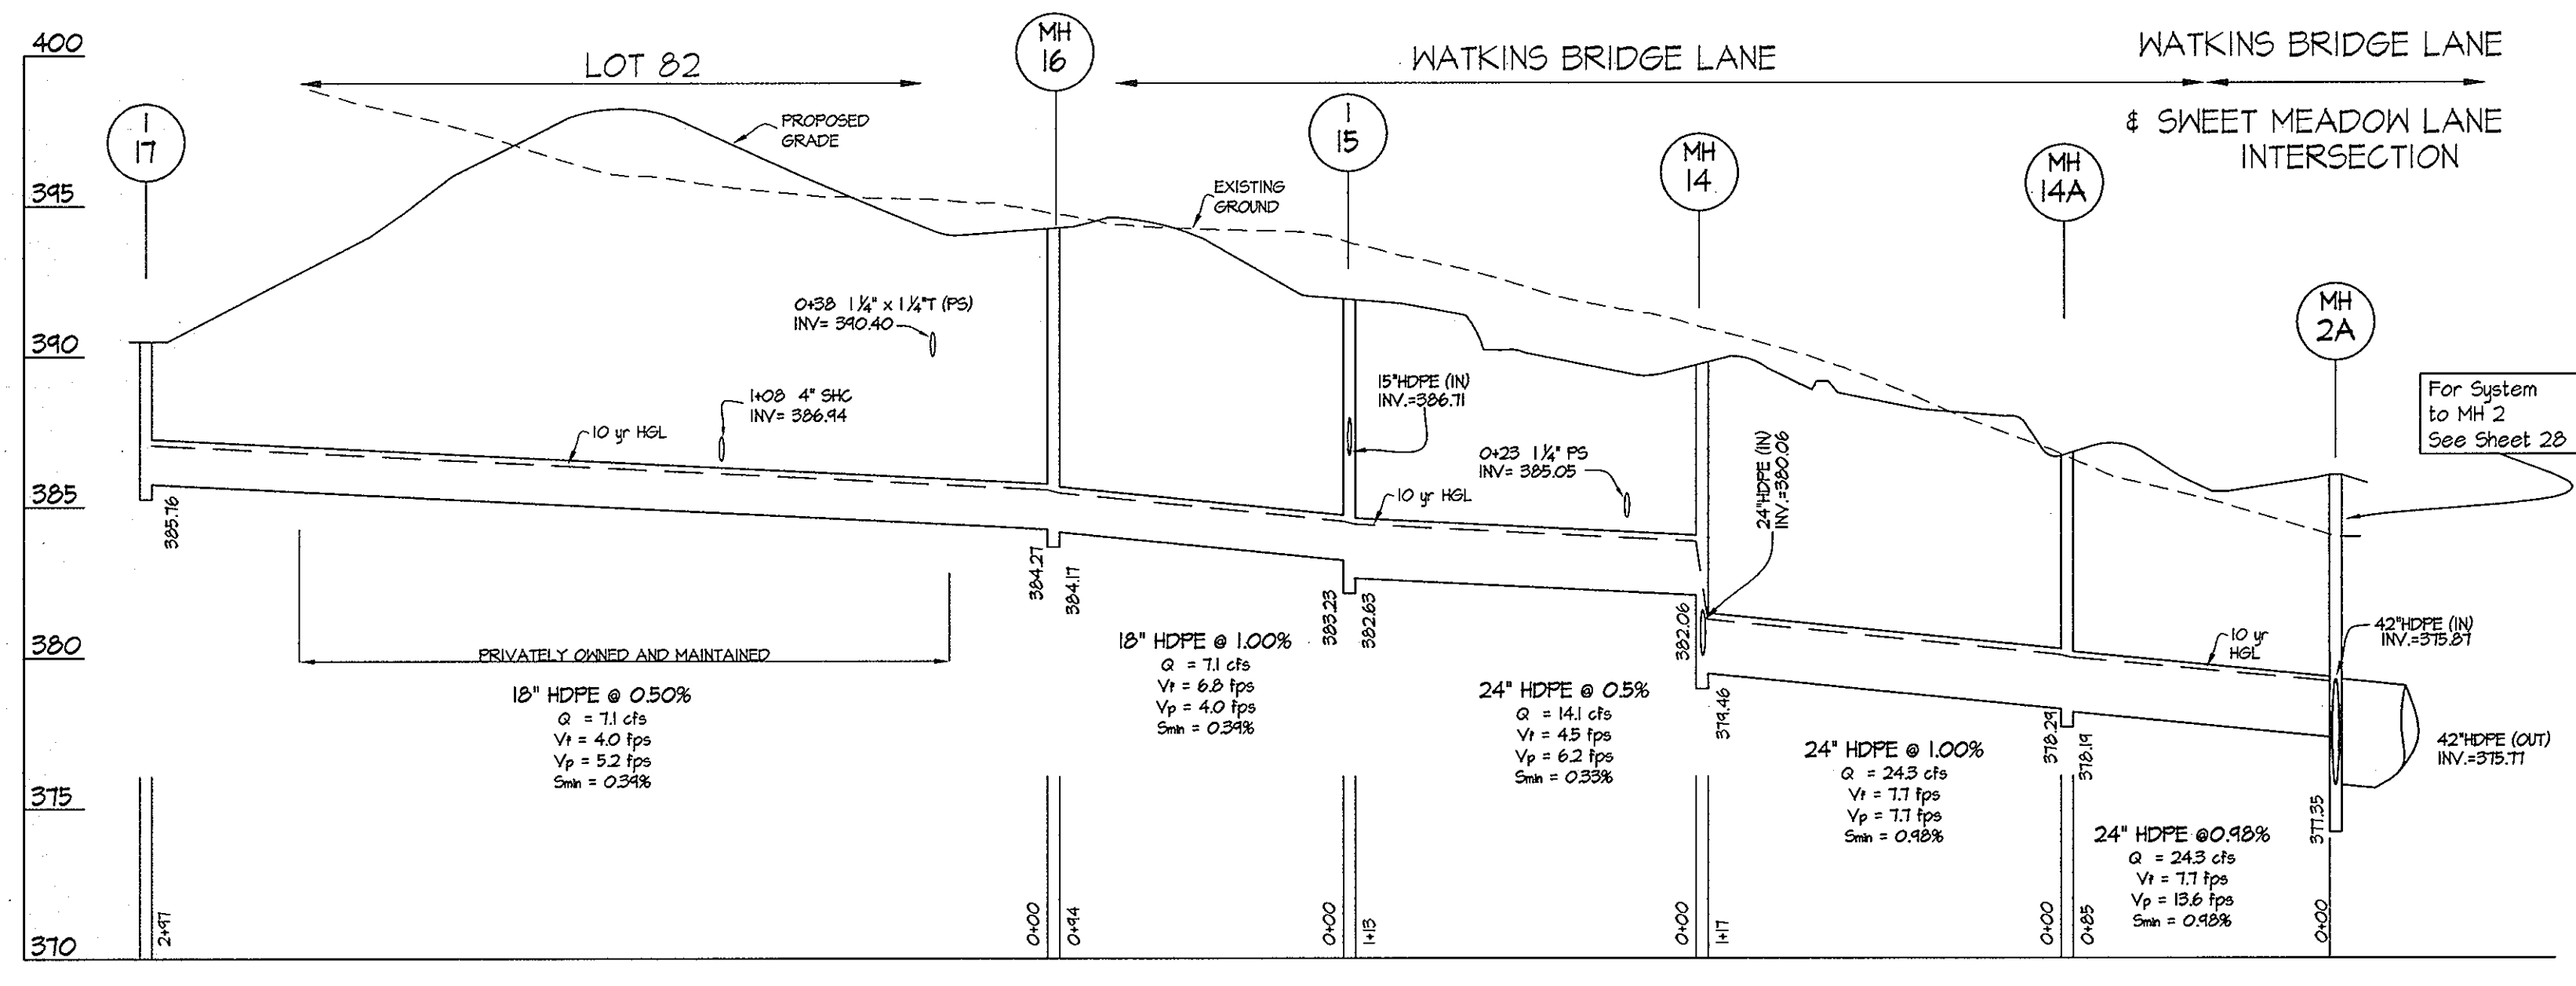 400
395
390
385
380
375
370
LOT 82
WATKINS BRIDGE LANE
WATKINS BRIDGE LANE
& SWEET MEADOW LANE
INTERSECTION
I
17
MH
16
I
15
MH
14
MH
14A
MH
2A
PROPOSED
GRADE
EXISTING
GROUND
0+38 1 1/4" x 1 1/4"T (PS)
INV= 390.40
1+08 4" SHC
INV= 386.94
10 yr HGL
15"HDPE (IN)
INV.=386.71
10 yr HGL
0+23 1 1/4" PS
INV= 385.05
24"HDPE (IN)
INV.=380.06
For System
to MH 2
See Sheet 28
10 yr
HGL
42"HDPE (IN)
INV.=375.87
42"HDPE (OUT)
INV.=375.77
385.76
384.27
384.17
383.23
382.63
382.06
379.46
378.29
378.19
377.35
PRIVATELY OWNED AND MAINTAINED
18" HDPE @ 0.50%
Q = 7.1 cfs
Vf = 4.0 fps
Vp = 5.2 fps
Smin = 0.39%
18" HDPE @ 1.00%
Q = 7.1 cfs
Vf = 6.8 fps
Vp = 4.0 fps
Smin = 0.39%
24" HDPE @ 0.5%
Q = 14.1 cfs
Vf = 4.5 fps
Vp = 6.2 fps
Smin = 0.33%
24" HDPE @ 1.00%
Q = 24.3 cfs
Vf = 7.7 fps
Vp = 7.7 fps
Smin = 0.98%
24" HDPE @0.98%
Q = 24.3 cfs
Vf = 7.7 fps
Vp = 13.6 fps
Smin = 0.98%
2+97
0+00
0+94
0+00
1+13
0+00
1+17
0+00
0+85
0+00